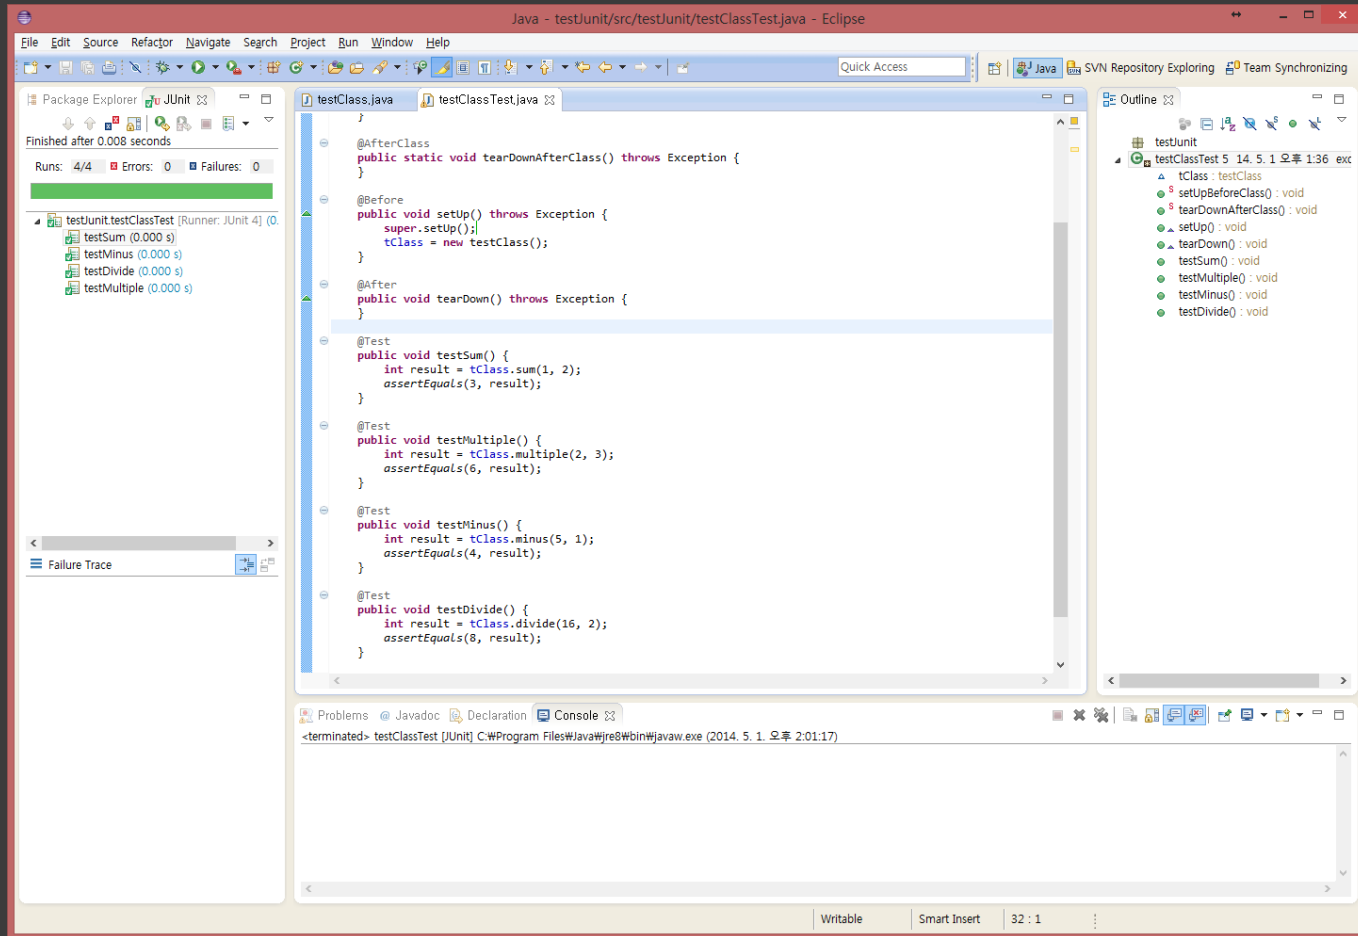 Java - testJunit/src/testJunit/testClassTest.java - Eclipse
File Edit Source Refactor Navigate Search Project Run Window Help
Quick Access
Java
SVN Repository Exploring
Team Synchronizing
Package Explorer
JUnit
Finished after 0.008 seconds
Runs: 4/4 Errors: 0 Failures: 0
testJunit.testClassTest [Runner: JUnit 4] (0.
testSum (0.000 s)
testMinus (0.000 s)
testDivide (0.000 s)
testMultiple (0.000 s)
Failure Trace
testClass.java
testClassTest.java
}
@AfterClass
public static void tearDownAfterClass() throws Exception {
}
@Before
public void setUp() throws Exception {
super.setUp();
tClass = new testClass();
}
@After
public void tearDown() throws Exception {
}
@Test
public void testSum() {
int result = tClass.sum(1, 2);
assertEquals(3, result);
}
@Test
public void testMultiple() {
int result = tClass.multiple(2, 3);
assertEquals(6, result);
}
@Test
public void testMinus() {
int result = tClass.minus(5, 1);
assertEquals(4, result);
}
@Test
public void testDivide() {
int result = tClass.divide(16, 2);
assertEquals(8, result);
}
Outline
testJunit
testClassTest 5 14. 5. 1 오후 1:36 exc
tClass : testClass
setUpBeforeClass() : void
tearDownAfterClass() : void
setUp() : void
tearDown() : void
testSum() : void
testMultiple() : void
testMinus() : void
testDivide() : void
Problems
@ Javadoc
Declaration
Console
<terminated> testClassTest [JUnit] C:₩Program Files₩Java₩jre8₩bin₩javaw.exe (2014. 5. 1. 오후 2:01:17)
Writable
Smart Insert
32 : 1